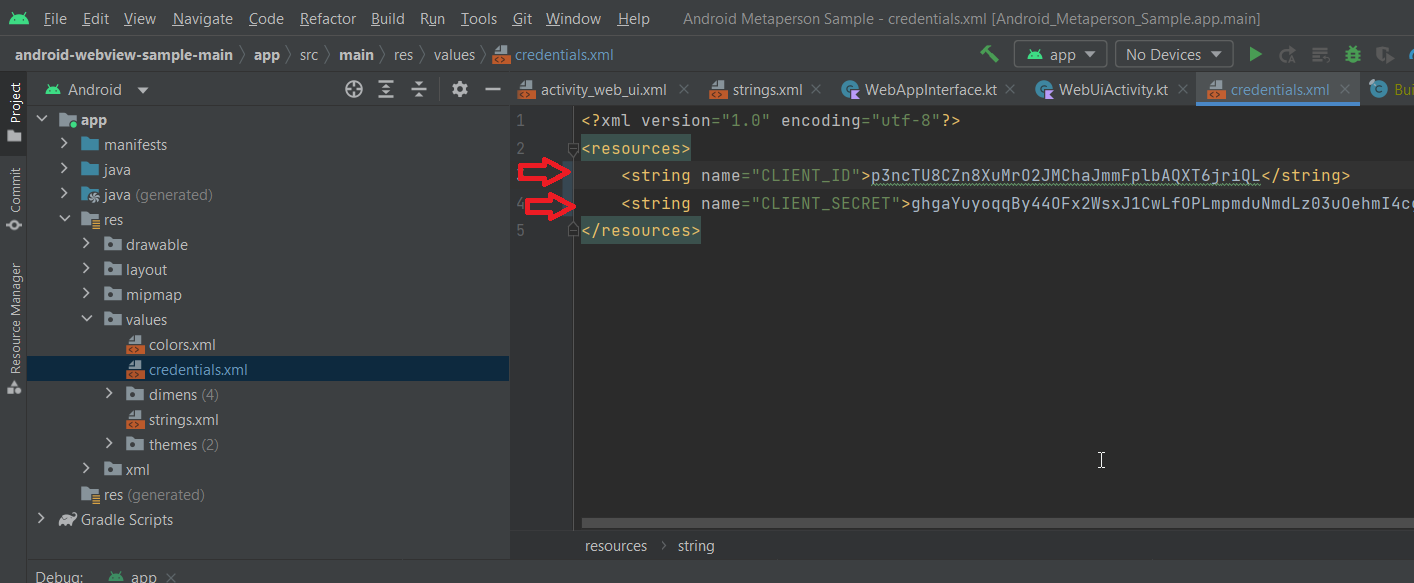 File Edit View Navigate Code Refactor Build Run Tools Git Window Help Android Metaperson Sample - credentials.xml [Android_Metaperson_Sample.app.main]
android-webview-sample-main app src main res values credentials.xml app No Devices
Project
Commit
Resource Manager
Android
app
manifests
java
java (generated)
res
drawable
layout
mipmap
values
colors.xml
credentials.xml
dimens (4)
strings.xml
themes (2)
xml
res (generated)
Gradle Scripts
activity_web_ui.xml strings.xml WebAppInterface.kt WebUiActivity.kt credentials.xml Bui
1 <?xml version="1.0" encoding="utf-8"?>
2 <resources>
<string name="CLIENT_ID">p3ncTU8CZn8XuMrO2JMChaJmmFplbAQXT6jriQL</string>
4 <string name="CLIENT_SECRET">ghgaYuyoqqBy44OFx2WsxJ1CwLfOPLmpmduNmdLz03uOehmI4co
5 </resources>
resources string
Debug: app